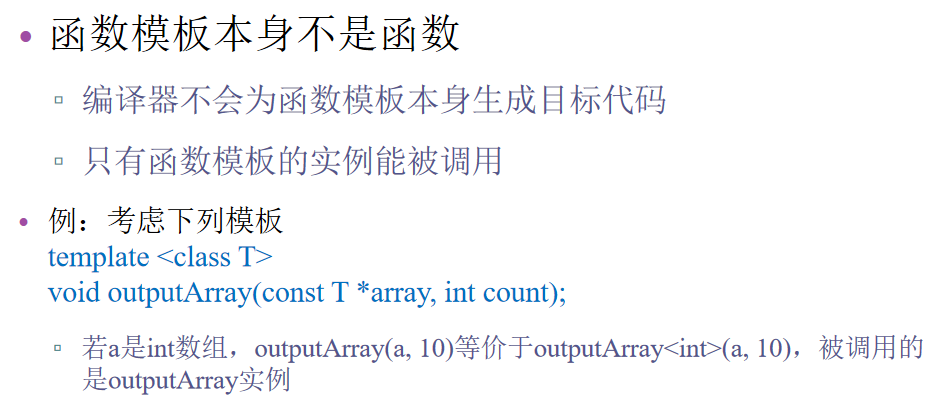 • 函数模板本身不是函数
▫ 编译器不会为函数模板本身生成目标代码
▫ 只有函数模板的实例能被调用
• 例：考虑下列模板
template <class T>
void outputArray(const T *array, int count);
▫ 若a是int数组，outputArray(a, 10)等价于outputArray<int>(a, 10)，被调用的
是outputArray实例